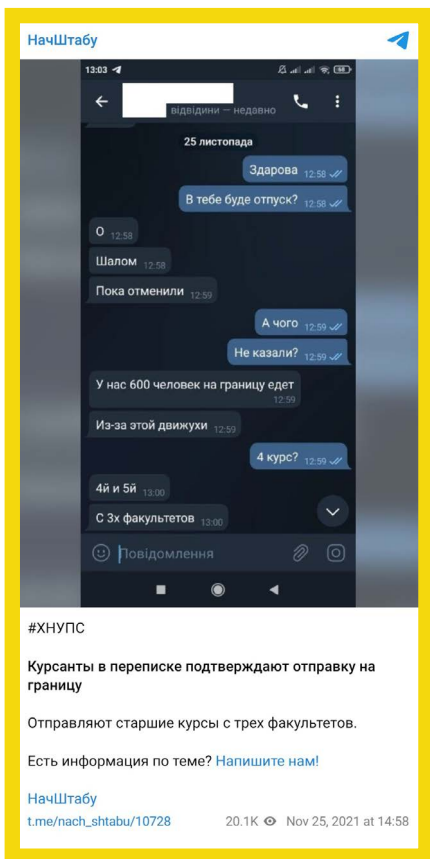 НачШтабу
13:03
58
відвідини — недавно
25 листопада
Здарова 12:58
В тебе буде отпуск? 12:58
О 12:58
Шалом 12:58
Пока отменили 12:59
А чого 12:59
Не казали? 12:59
У нас 600 человек на границу едет
12:59
Из-за этой движухи 12:59
4 курс? 12:59
4й и 5й 13:00
С 3х факультетов 13:00
Повідомлення
#ХНУПС
Курсанты в переписке подтверждают отправку на
границу
Отправляют старшие курсы с трех факультетов.
Есть информация по теме? Напишите нам!
НачШтабу
t.me/nach_shtabu/10728 20.1K Nov 25, 2021 at 14:58